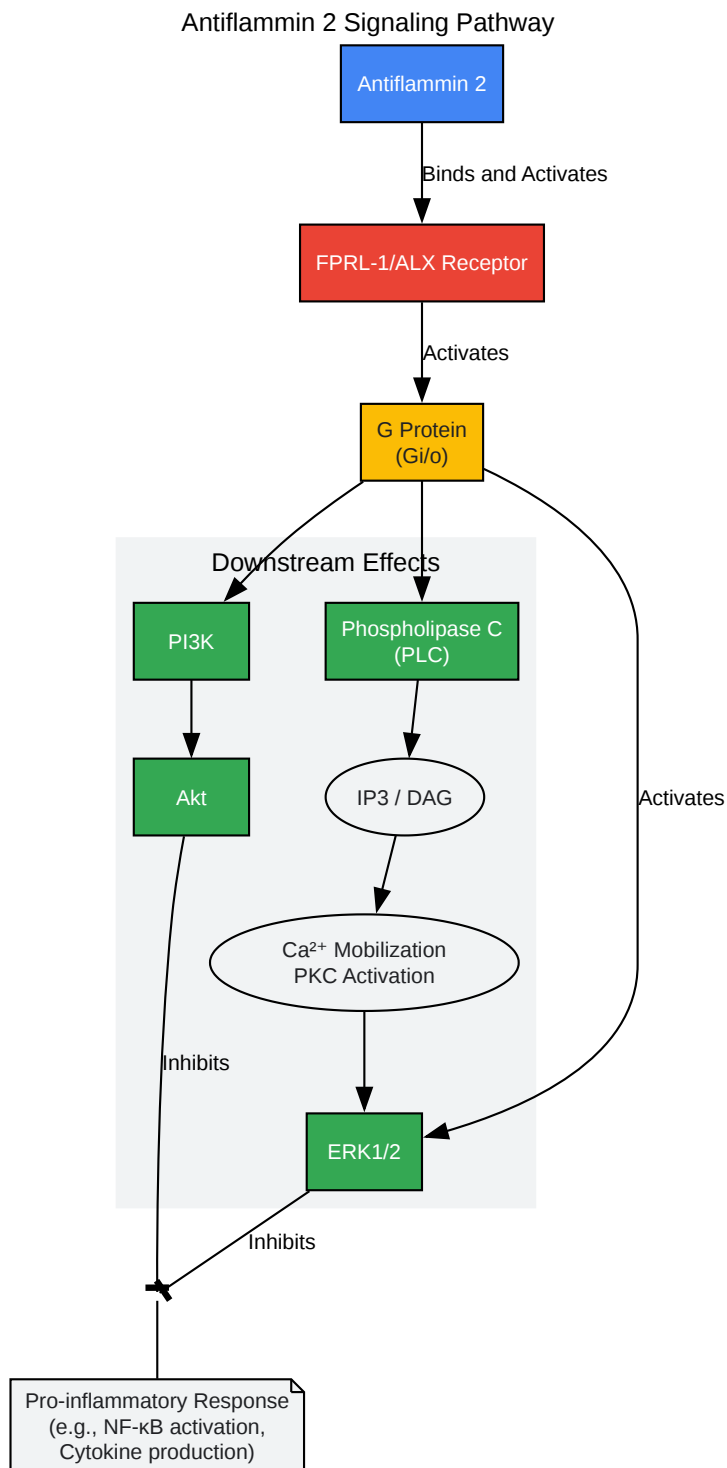 Antiflammin 2 Signaling Pathway
Antiflammin 2
Binds and Activates
FPRL-1/ALX Receptor
Activates
G Protein
(Gi/o)
Downstream Effects
PI3K
Phospholipase C
(PLC)
Akt
IP3 / DAG
Activates
Ca²⁺ Mobilization
PKC Activation
Inhibits
ERK1/2
Inhibits
Pro-inflammatory Response
(e.g., NF-κB activation,
Cytokine production)